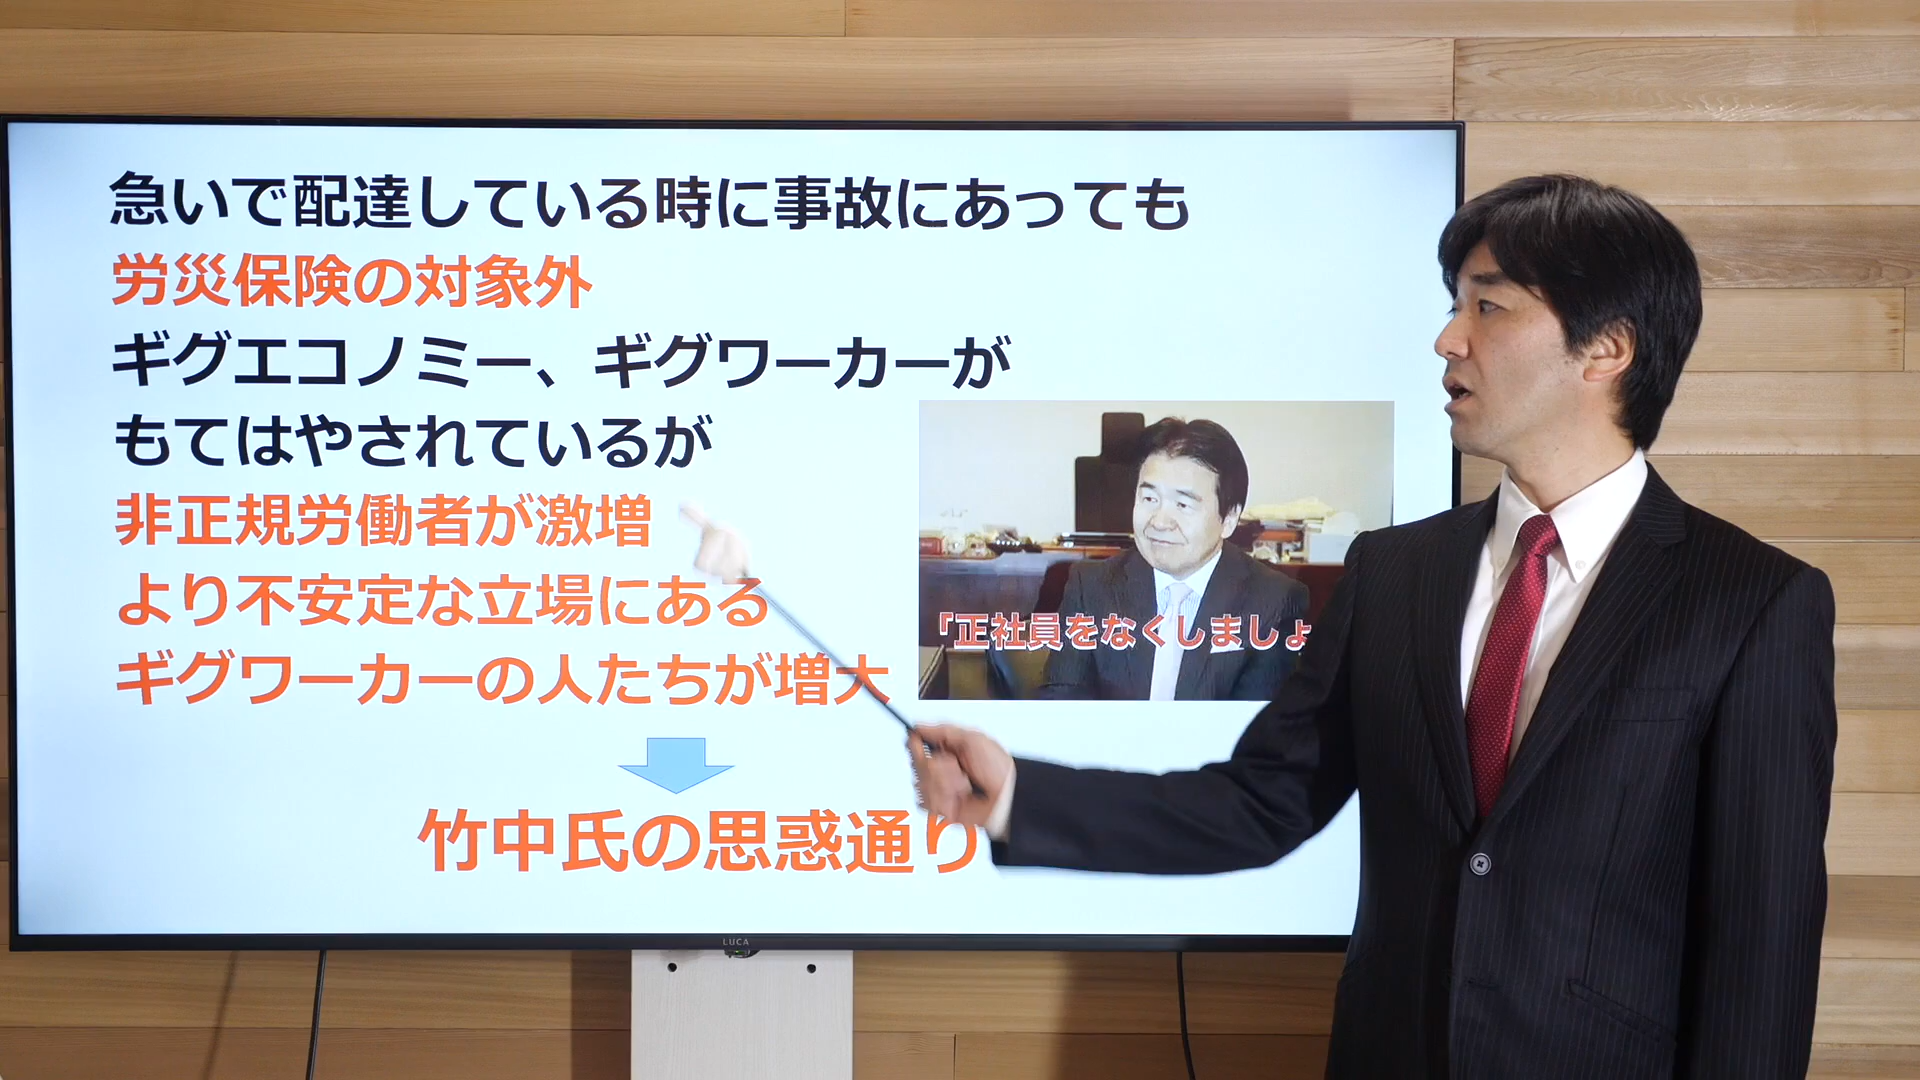 急いで配達している時に事故にあっても
労災保険の対象外
ギグエコノミー、ギグワーカーが
もてはやされているが
非正規労働者が激増
より不安定な立場にある
ギグワーカーの人たちが増大
「正社員をなくしましょ
竹中氏の思惑通り
LUCA